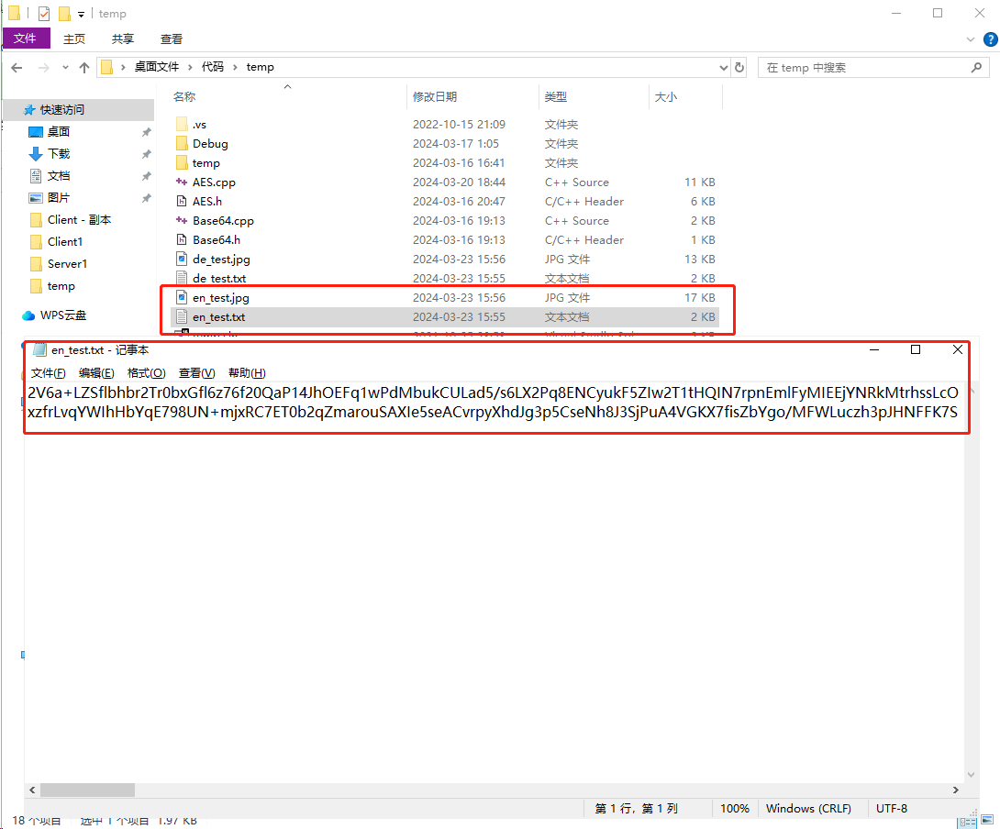 temp
文件 主页 共享 查看
桌面文件 代码 temp
在 temp 中搜索
名称 修改日期 类型 大小
快速访问
桌面
下载
文档
图片
Client - 副本
Client1
Server1
temp
WPS云盘
.vs 2022-10-15 21:09 文件夹
Debug 2024-03-17 1:05 文件夹
temp 2024-03-16 16:41 文件夹
AES.cpp 2024-03-20 18:44 C++ Source 11 KB
AES.h 2024-03-16 20:47 C/C++ Header 6 KB
Base64.cpp 2024-03-16 19:13 C++ Source 2 KB
Base64.h 2024-03-16 19:13 C/C++ Header 1 KB
de_test.jpg 2024-03-23 15:56 JPG 文件 13 KB
de_test.txt 2024-03-23 15:55 文本文档 2 KB
en_test.jpg 2024-03-23 15:56 JPG 文件 17 KB
en_test.txt 2024-03-23 15:55 文本文档 2 KB
en_test.txt - 记事本
文件(F) 编辑(E) 格式(O) 查看(V) 帮助(H)
2V6a+LZSflbhbr2Tr0bxGfl6z76f20QaP14JhOEFq1wPdMbukCULad5/s6LX2Pq8ENCyukF5ZIw2T1tHQIN7rpnEmlFyMIEEjYNRkMtrhssLcO
xzfrLvqYWlhHbYqE798UN+mjxRC7ET0b2qZmarouSAXIe5seACvrpyXhdJg3p5CseNh8J3SjPuA4VGKX7fisZbYgo/MFWLuczh3pJHNFFK7S
第 1 行，第 1 列 100% Windows (CRLF) UTF-8
18 个项目 选中 1 个项目 1.97 KB